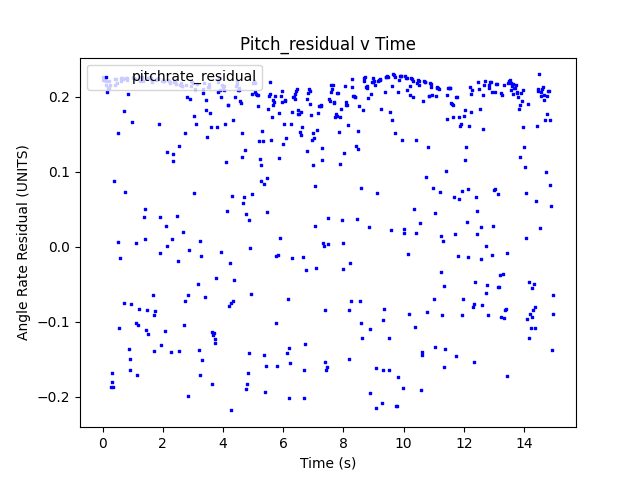 Pitch_residual v Time
pitchrate_residual
Angle Rate Residual (UNITS)
0.2
0.1
0.0
−0.1
−0.2
0 2 4 6 8 10 12 14
Time (s)